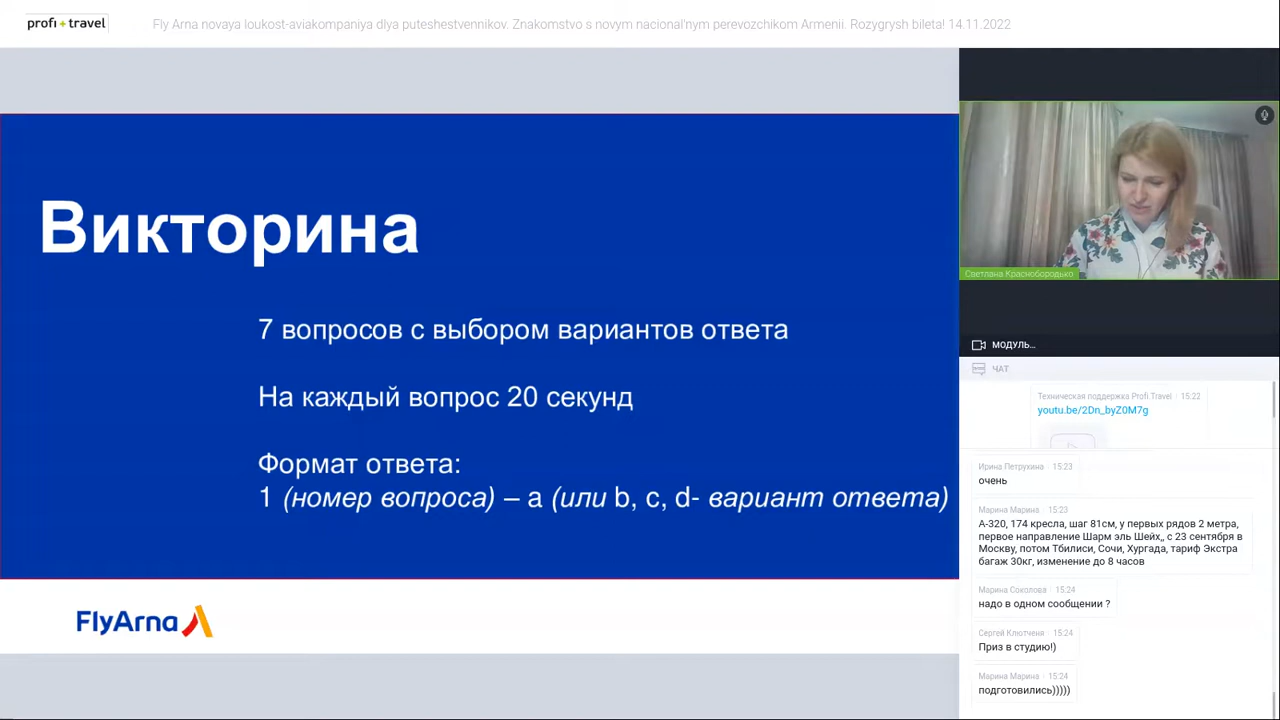 profi travel
Fly Arna novaya loukost-aviakompaniya dlya puteshestvennikov. Znakomstvo s novym nacional'nym perevozchikom Armenii. Rozygrysh bileta! 14.11.2022
Викторина
7 вопросов с выбором вариантов ответа
На каждый вопрос 20 секунд
Формат ответа:
1 (номер вопроса) – a (или b, c, d- вариант ответа)
FlyArna
Светлана Краснобородько
МОДУЛЬ...
ЧАТ
Техническая поддержка Profi.Travel 15:22
youtu.be/2Dn_byZ0M7g
Ирина Петрухина 15:23
очень
Марина Марина 15:23
А-320, 174 кресла, шаг 81см, у первых рядов 2 метра,
первое направление Шарм эль Шейх,, с 23 сентября в
Москву, потом Тбилиси, Сочи, Хургада, тариф Экстра
багаж 30кг, изменение до 8 часов
Марина Соколова 15:24
надо в одном сообщении ?
Сергей Клютченя 15:24
Приз в студию!)
Марина Марина 15:24
подготовились)))))